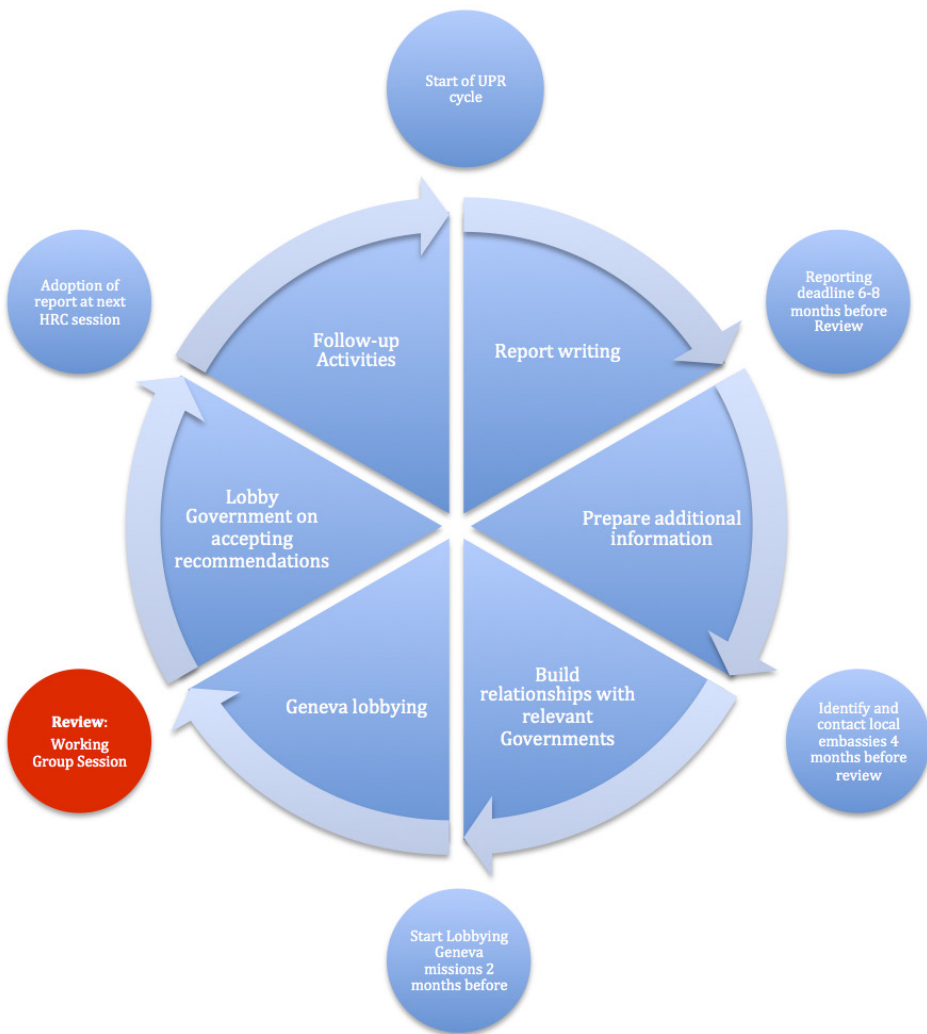 Start of UPR
cycle
Adoption of
report at next
HRC session
Reporting
deadline 6-8
months before
Review
Follow-up
Activities
Report writing
Lobby
Government on
accepting
recommendations
Prepare additional
information
Geneva lobbying
Build
relationships with
relevant
Governments
Review:
Working
Group Session
Identify and
contact local
embassies 4
months before
review
Start Lobbying
Geneva
missions 2
months before